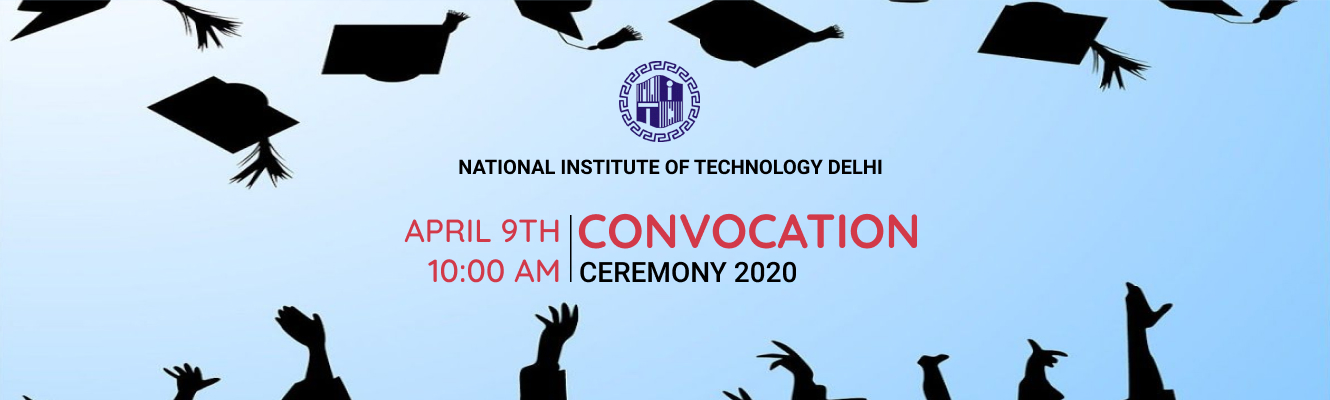 NATIONAL INSTITUTE OF TECHNOLOGY DELHI
APRIL 9TH
10:00 AM
CONVOCATION
CEREMONY 2020